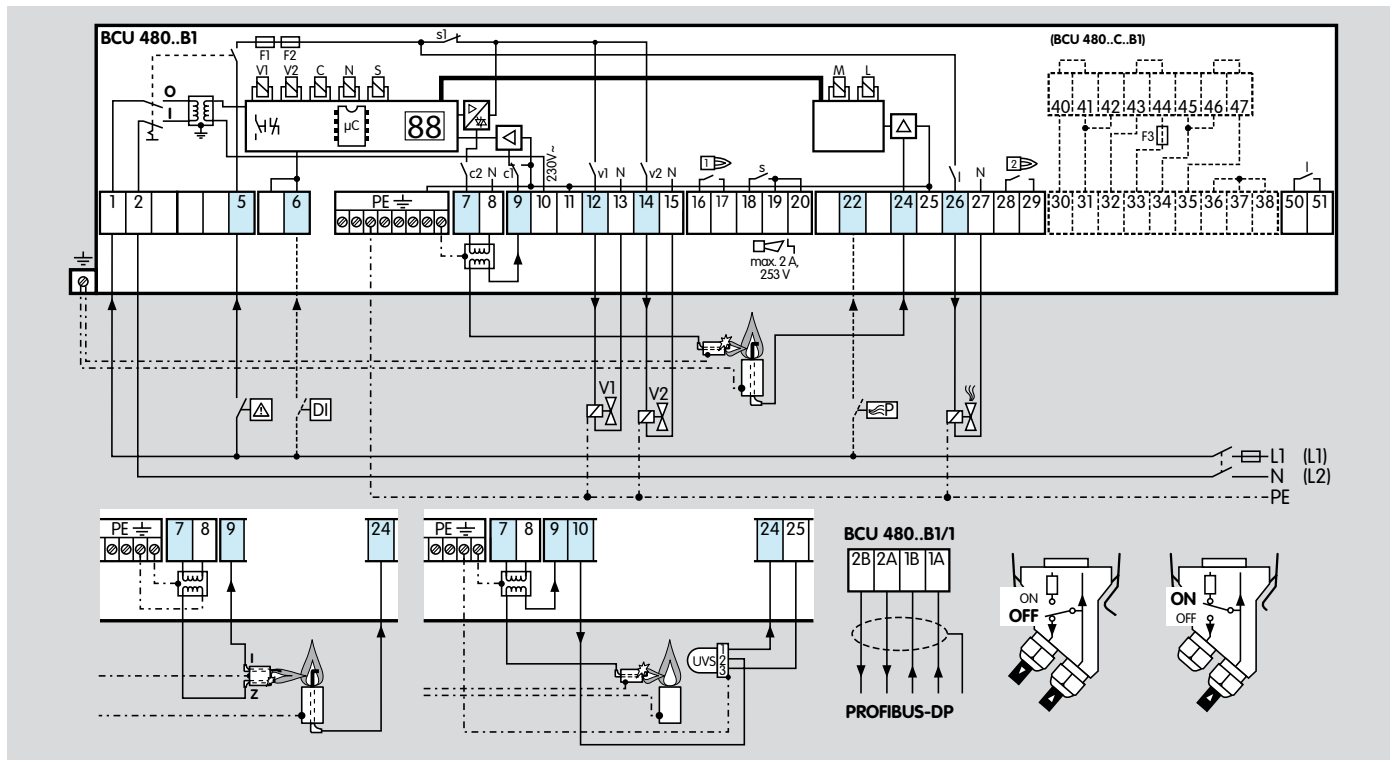 BCU 480..B1
(BCU 480..C..B1)
s1
F1 F2
V1 V2 C N S
M L
O
I
µC
88
40 41 42 43 44 45 46 47
F3
230V~
c2 N c1
v1 N
v2 N
1
s
I N
2
I
1 2 5 6
PE
7 8 9 10 11 12 13 14 15 16 17 18 19 20 22 24 25 26 27 28 29
30 31 32 33 34 35 36 37 38
50 51
max. 2 A,
253 V
V1
V2
DI
P
L1 (L1)
N (L2)
PE
PE
7 8 9 24
I
Z
PE
7 8 9 10 24 25
UVS
1
2
3
BCU 480..B1/1
2B 2A 1B 1A
PROFIBUS-DP
ON
OFF
ON
OFF